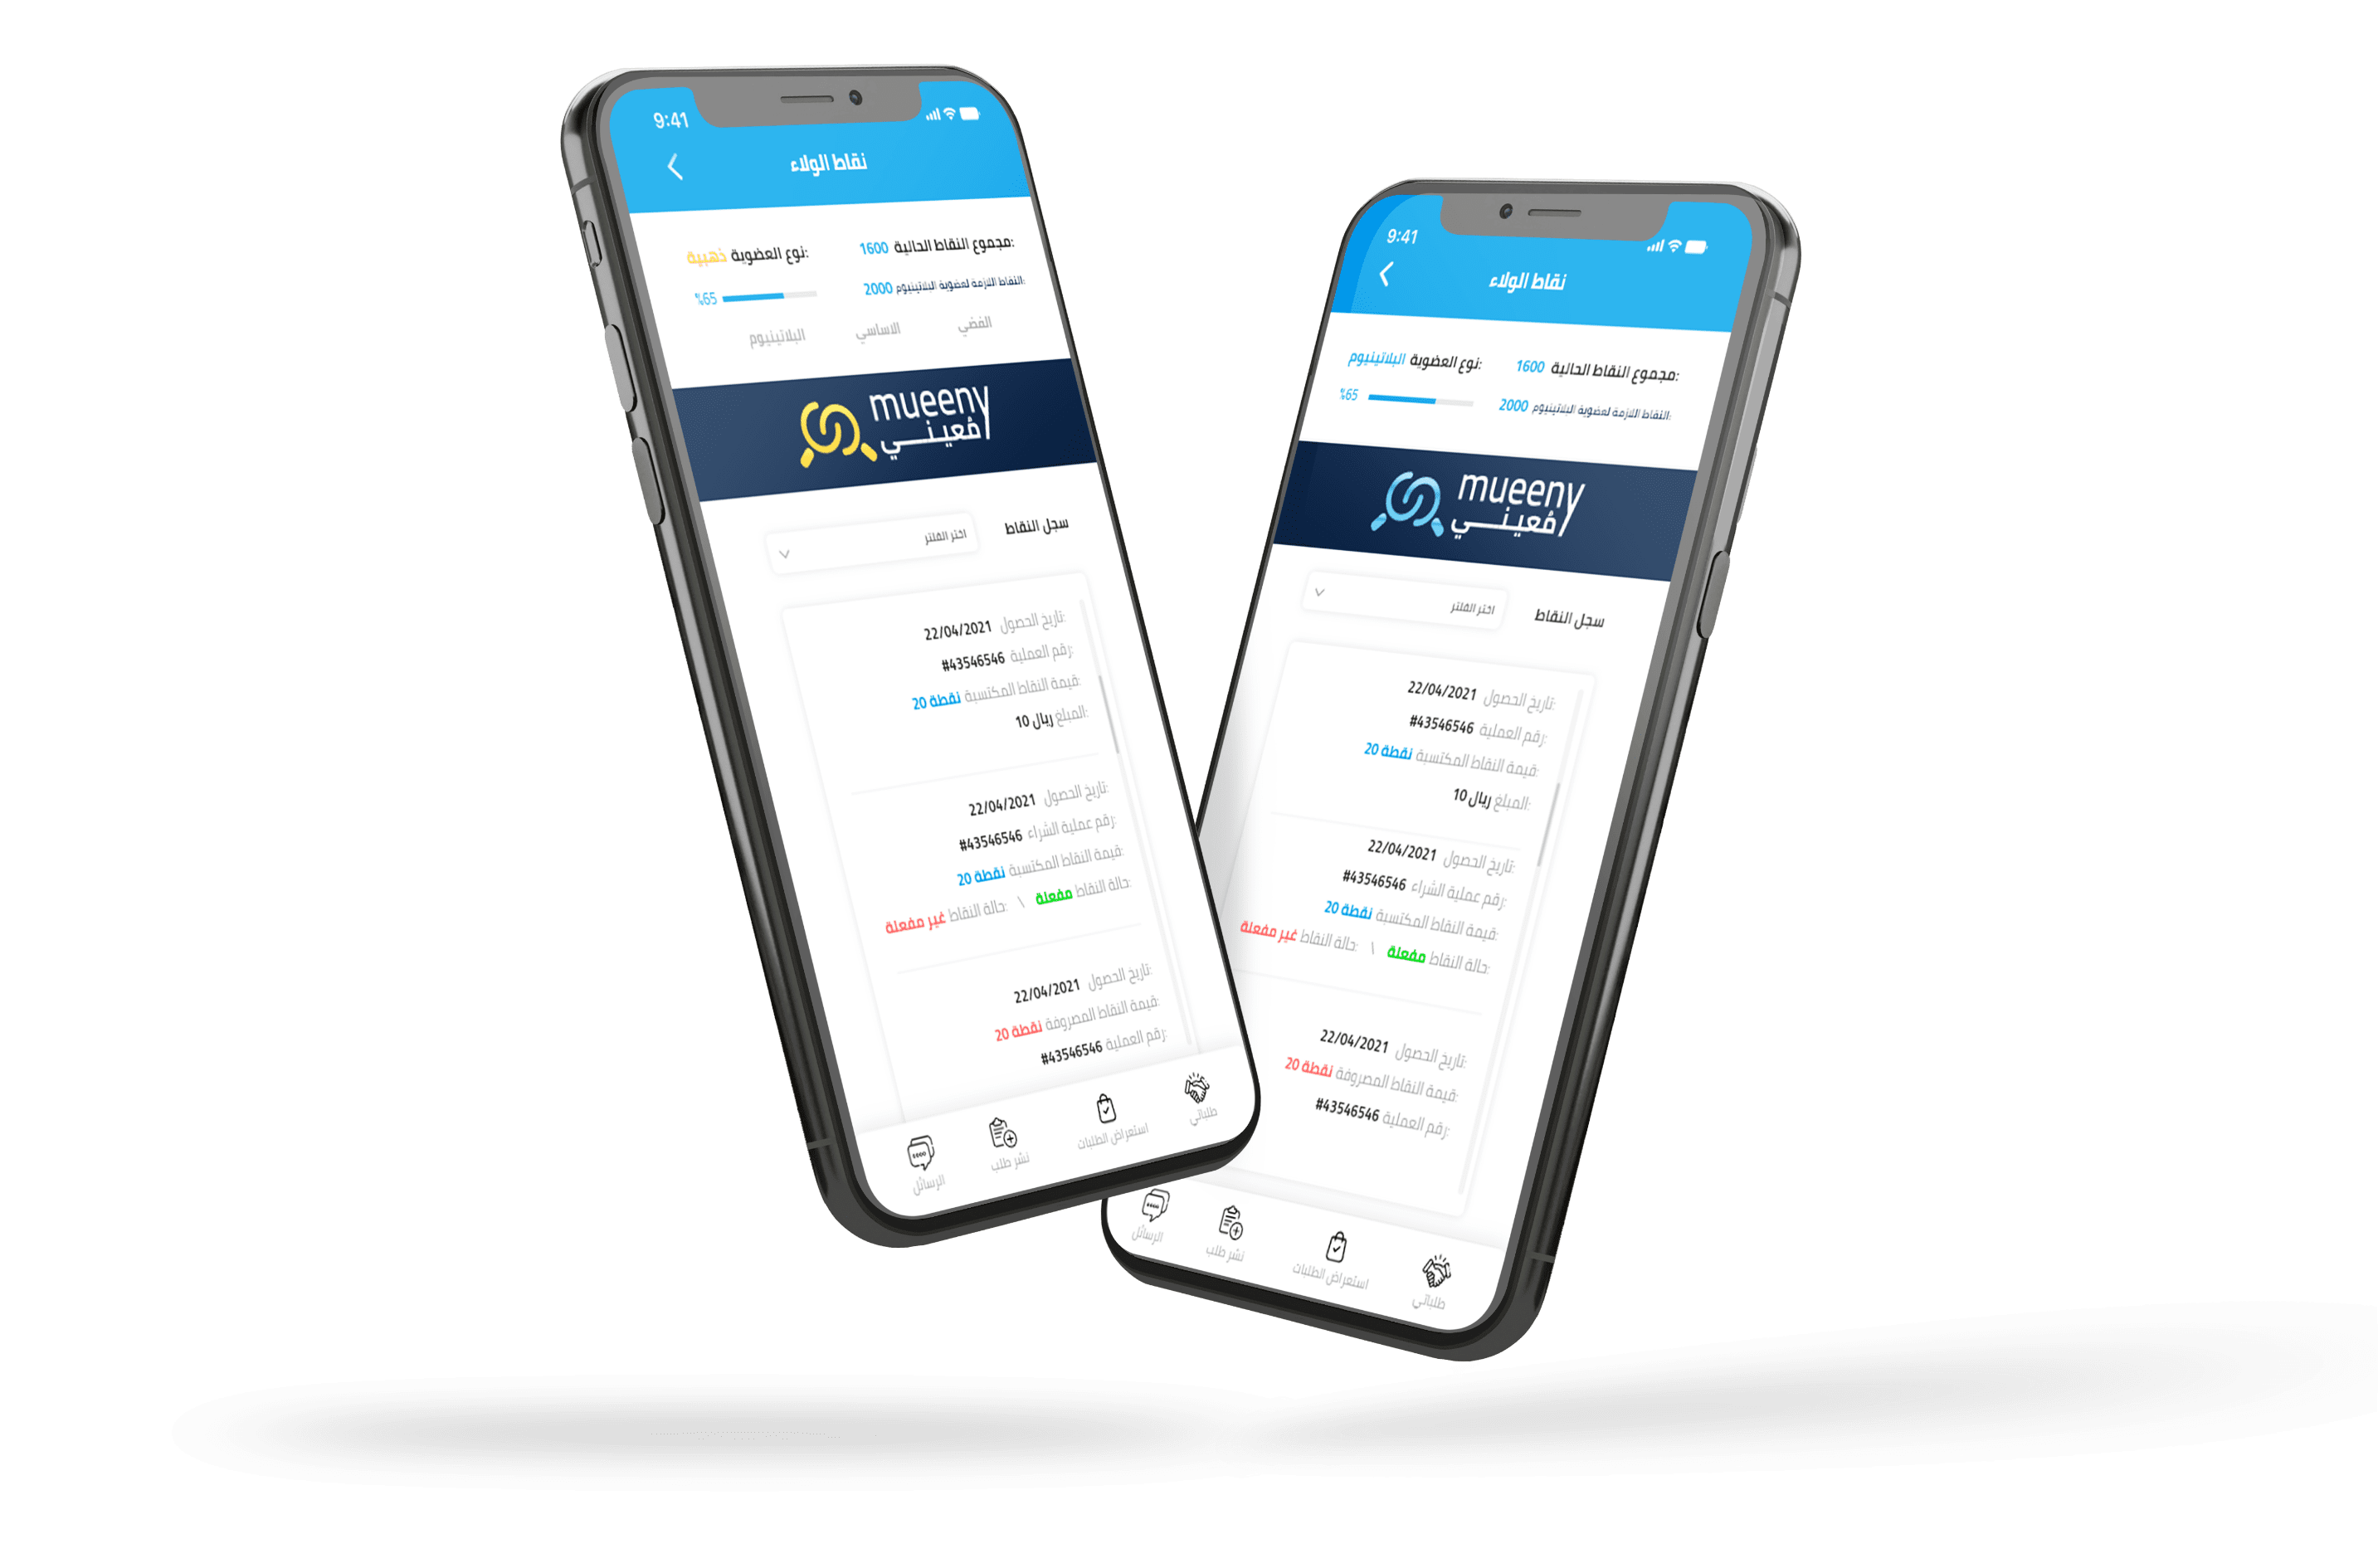 9:41
نقاط الولاء
مجموع النقاط الحالية: 1600
نوع العضوية: ذهبية
النقاط اللازمة لعضوية البلاتينيوم: 2000
%65
الفضي
الاساسي
البلاتينيوم
mueeny
مُعيني
سجل النقاط
اختر الفلتر
تاريخ الحصول: 22/04/2021
رقم العملية: #43546546
قيمة النقاط المكتسبة: 20 نقطة
المبلغ: 10 ريال
تاريخ الحصول: 22/04/2021
رقم عملية الشراء: #43546546
قيمة النقاط المكتسبة: 20 نقطة
حالة النقاط: مفعلة \ حالة النقاط: غير مفعلة
تاريخ الحصول: 22/04/2021
قيمة النقاط المصروفة: 20 نقطة
رقم العملية: #43546546
طلباتي
استعراض الطلبات
نشر طلب
الرسائل
9:41
نقاط الولاء
مجموع النقاط الحالية: 1600
نوع العضوية: البلاتينيوم
النقاط اللازمة لعضوية البلاتينيوم: 2000
%65
mueeny
مُعيني
سجل النقاط
اختر الفلتر
تاريخ الحصول: 22/04/2021
رقم العملية: #43546546
قيمة النقاط المكتسبة: 20 نقطة
المبلغ: 10 ريال
تاريخ الحصول: 22/04/2021
رقم عملية الشراء: #43546546
قيمة النقاط المكتسبة: 20 نقطة
حالة النقاط: مفعلة \ حالة النقاط: غير مفعلة
تاريخ الحصول: 22/04/2021
قيمة النقاط المصروفة: 20 نقطة
رقم العملية: #43546546
طلباتي
استعراض الطلبات
نشر طلب
الرسائل